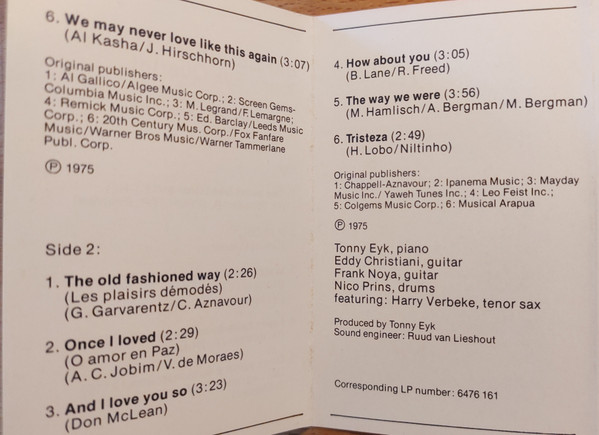 6. We may never love like this again (3:07)
(Al Kasha/J. Hirschhorn)
Original publishers:
1: Al Gallico/Algee Music Corp.; 2: Screen Gems-
Columbia Music Inc.; 3: M. Legrand/F. Lemargne;
4: Remick Music Corp.; 5: Ed. Barclay/Leeds Music
Corp.; 6: 20th Century Mus. Corp./Fox Fanfare
Music/Warner Bros Music/Warner Tammerlane
Publ. Corp.
℗ 1975
Side 2:
1. The old fashioned way (2:26)
(Les plaisirs démodés)
(G. Garvarentz/C. Aznavour)
2. Once I loved (2:29)
(O amor en Paz)
(A. C. Jobim/V. de Moraes)
3. And I love you so (3:23)
(Don McLean)
4. How about you (3:05)
(B. Lane/R. Freed)
5. The way we were (3:56)
(M. Hamlisch/A. Bergman/M. Bergman)
6. Tristeza (2:49)
(H. Lobo/Niltinho)
Original publishers:
1: Chappell-Aznavour; 2: Ipanema Music; 3: Mayday
Music Inc./ Yaweh Tunes Inc.; 4: Leo Feist Inc.;
5: Colgems Music Corp.; 6: Musical Arapua
℗ 1975
Tonny Eyk, piano
Eddy Christiani, guitar
Frank Noya, guitar
Nico Prins, drums
featuring: Harry Verbeke, tenor sax
Produced by Tonny Eyk
Sound engineer: Ruud van Lieshout
Corresponding LP number: 6476 161